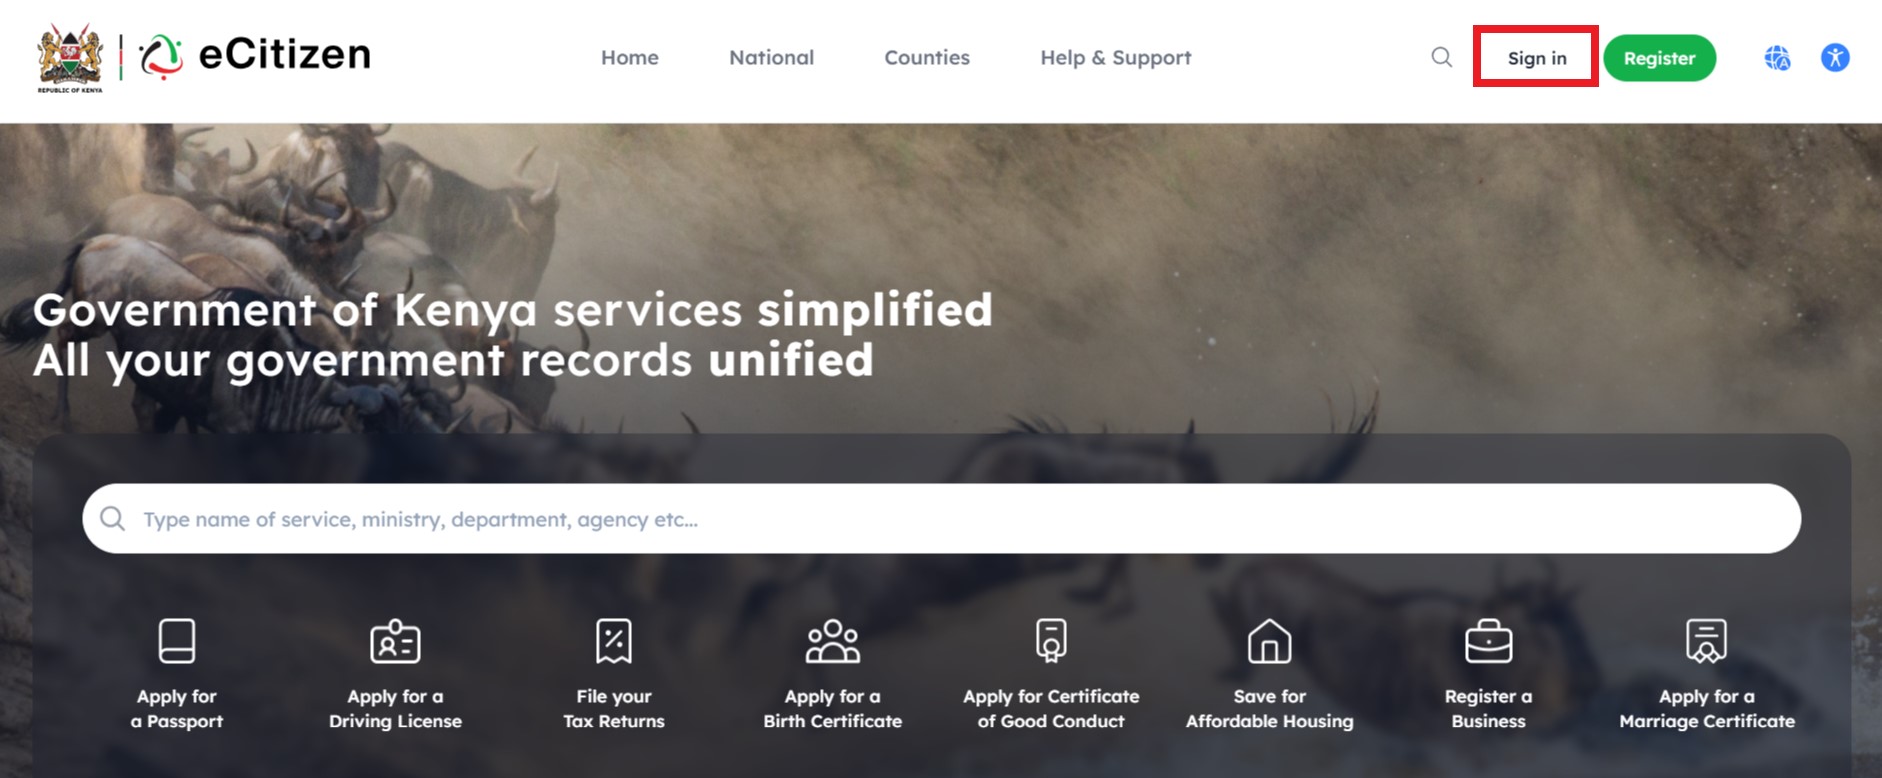 REPUBLIC OF KENYA
eCitizen
Home
National
Counties
Help & Support
Sign in
Register
A
Government of Kenya services simplified
All your government records unified
Type name of service, ministry, department, agency etc...
Apply for
a Passport
Apply for a
Driving License
File your
Tax Returns
Apply for a
Birth Certificate
Apply for Certificate
of Good Conduct
Save for
Affordable Housing
Register a
Business
Apply for a
Marriage Certificate